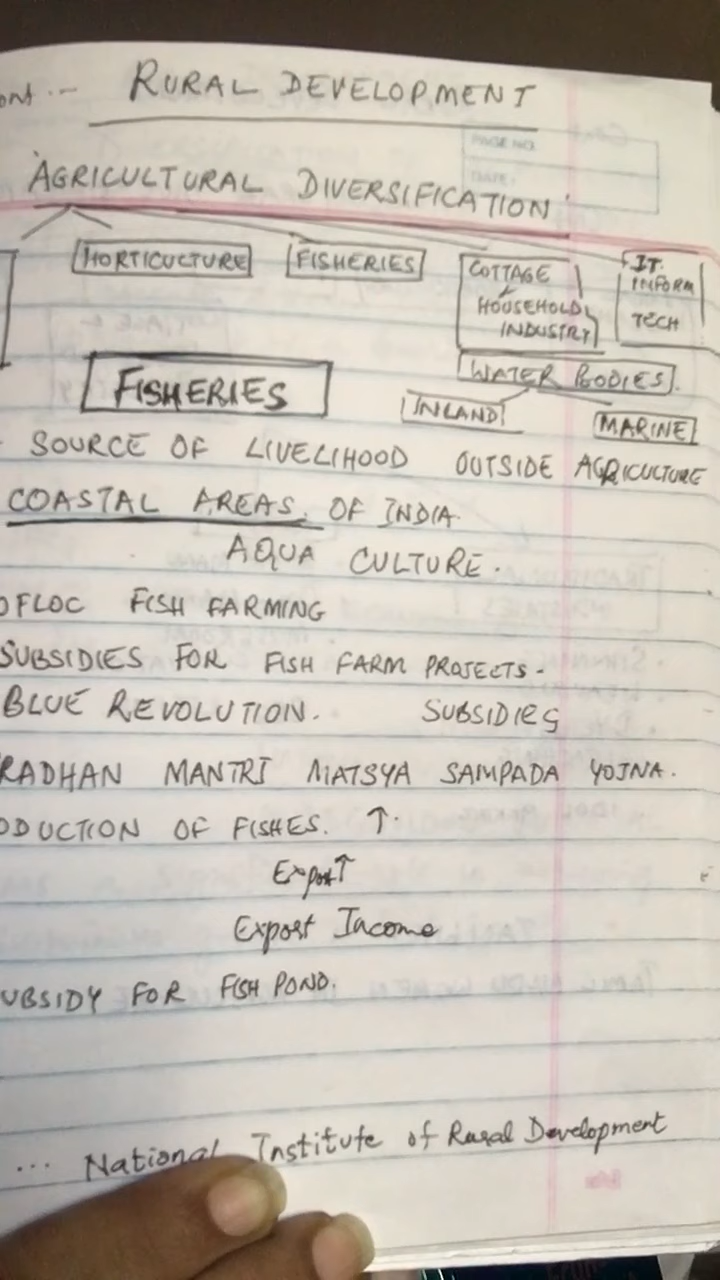 ont :- RURAL DEVELOPMENT
AGRICULTURAL DIVERSIFICATION
HORTICULTURE FISHERIES COTTAGE HOUSEHOLD INDUSTRY IT. INFORM TECH
WATER BODIES.
FISHERIES
INLAND MARINE
SOURCE OF LIVELIHOOD OUTSIDE AGRICULTURE
COASTAL AREAS. OF INDIA.
AQUA CULTURE.
OFLOC FISH FARMING
SUBSIDIES FOR FISH FARM PROJECTS.
BLUE REVOLUTION. SUBSIDIES
RADHAN MANTRI MATSYA SAMPADA YOJNA.
ODUCTION OF FISHES. ↑.
Export↑
Export Income
UBSIDY FOR FISH POND.
... National Institute of Rural Development